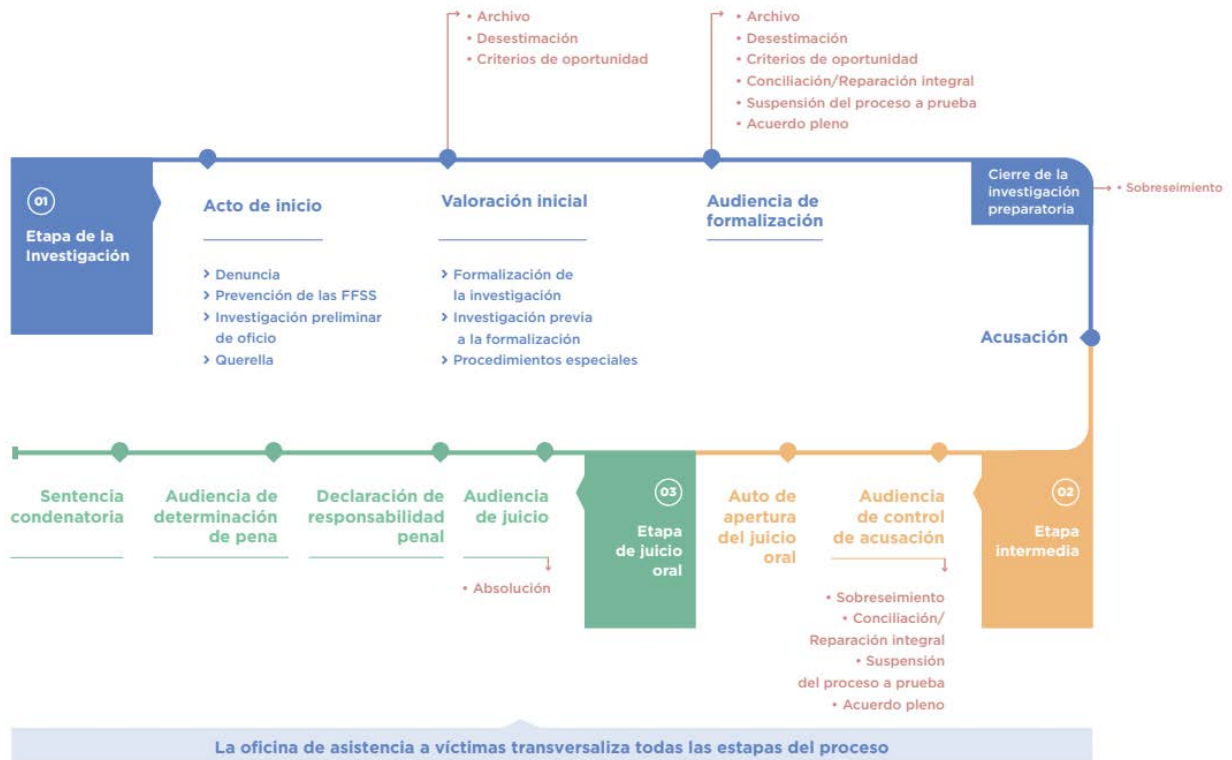 • Archivo
• Desestimación
• Criterios de oportunidad
• Archivo
• Desestimación
• Criterios de oportunidad
• Conciliación/Reparación integral
• Suspensión del proceso a prueba
• Acuerdo pleno
01
Etapa de la
Investigación
Acto de inicio
> Denuncia
> Prevención de las FFSS
> Investigación preliminar
de oficio
> Querella
Valoración inicial
> Formalización de
la investigación
> Investigación previa
a la formalización
> Procedimientos especiales
Audiencia de
formalización
Cierre de la
investigación
preparatoria
• Sobreseimiento
Acusación
02
Etapa
intermedia
Audiencia
de control
de acusación
• Sobreseimiento
• Conciliación/
Reparación integral
• Suspensión
del proceso a prueba
• Acuerdo pleno
Auto de
apertura
del juicio
oral
03
Etapa
de juicio
oral
Audiencia
de juicio
• Absolución
Declaración de
responsabilidad
penal
Audiencia de
determinación
de pena
Sentencia
condenatoria
La oficina de asistencia a víctimas transversaliza todas las estapas del proceso